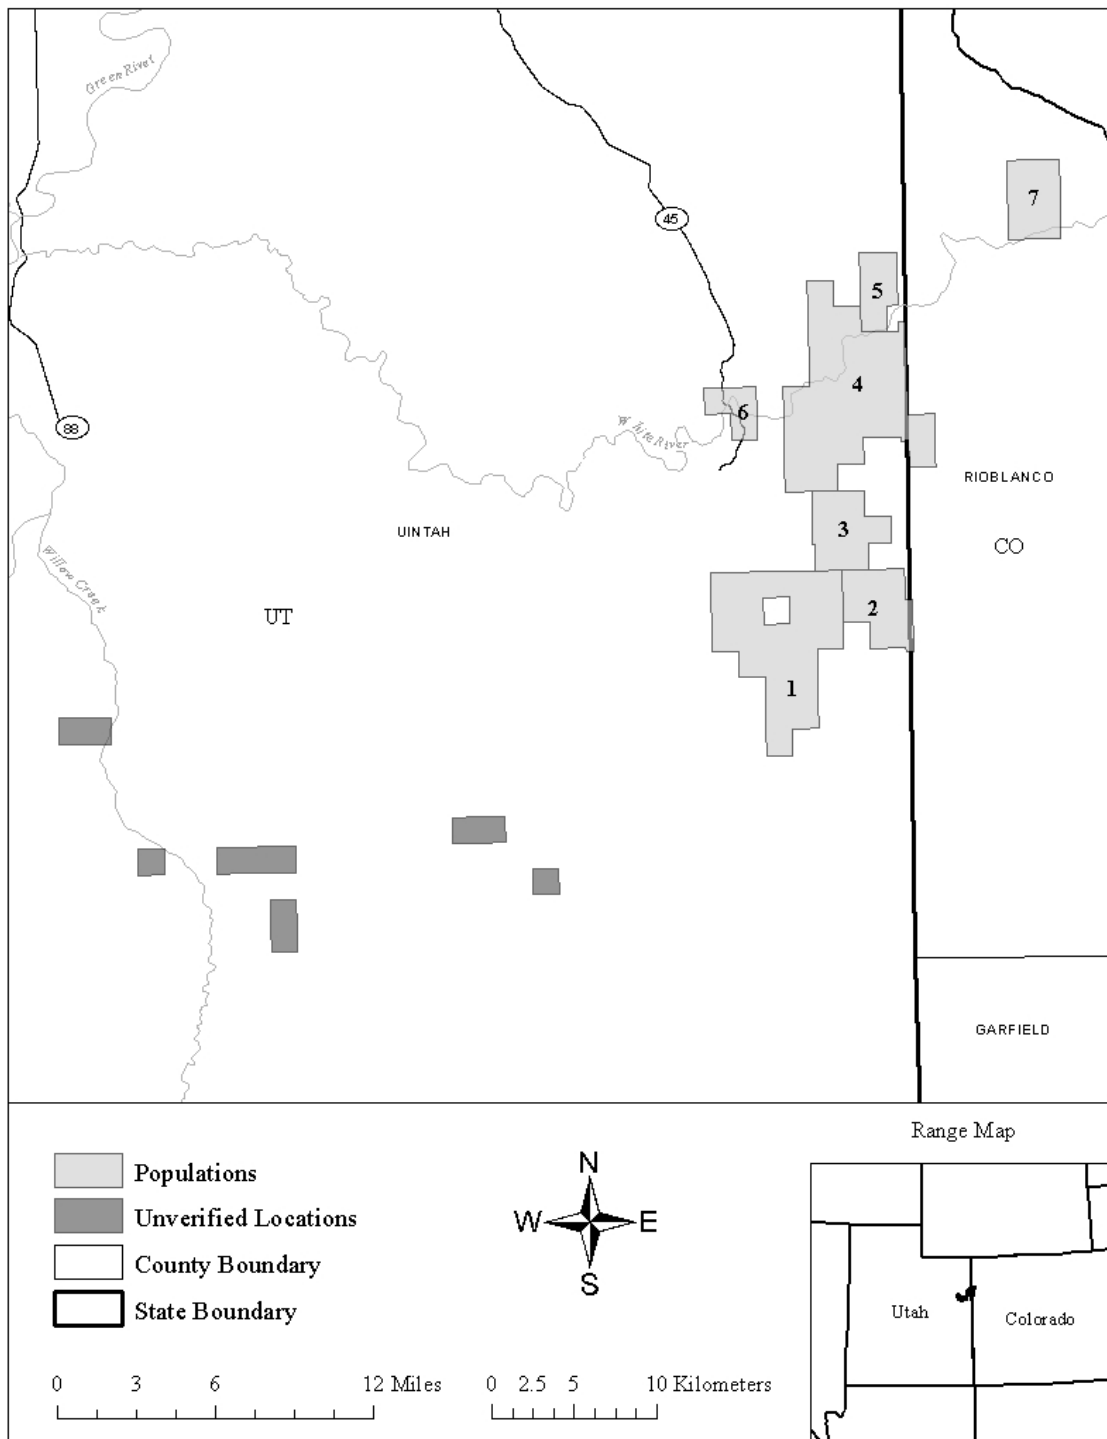 Green River
45
7
5
4
6
White River
88
RIOBLANCO
UINTAH
3
CO
Willow Creek
2
UT
1
GARFIELD
Range Map
Populations
Unverified Locations
County Boundary
State Boundary
N
W E
S
Utah
Colorado
0 3 6 12 Miles
0 2.5 5 10 Kilometers